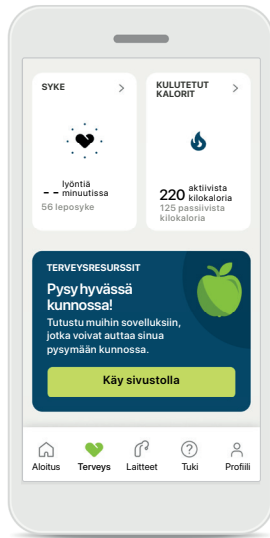 SYKE
-- lyöntiä
minuutissa
56 leposyke
KULUTETUT
KALORIT
220 aktiivista
kilokaloria
125 passiivista
kilokaloria
TERVEYSRESURSSIT
Pysy hyvässä
kunnossa!
Tutustu muihin sovelluksiin,
jotka voivat auttaa sinua
pysymään kunnossa.
Käy sivustolla
Aloitus Terveys Laitteet Tuki Profiili